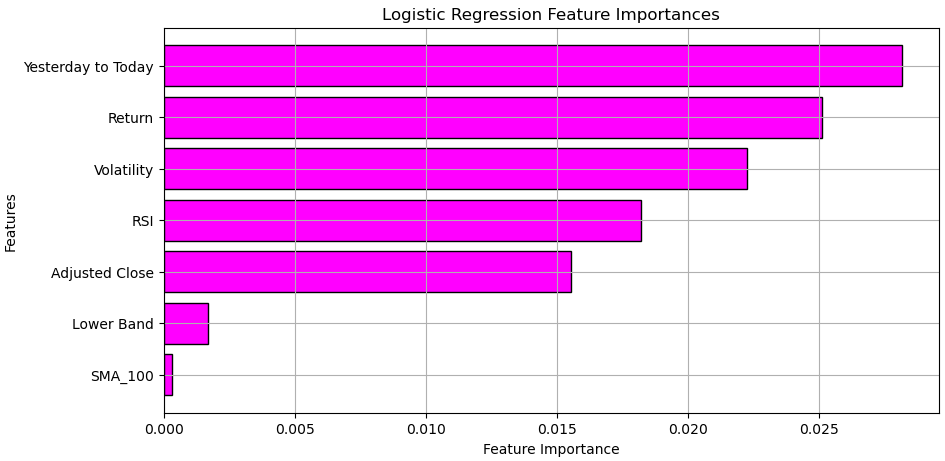 Logistic Regression Feature Importances
Yesterday to Today
Return
Volatility
RSI
Adjusted Close
Lower Band
SMA_100
Features
0.000 0.005 0.010 0.015 0.020 0.025
Feature Importance